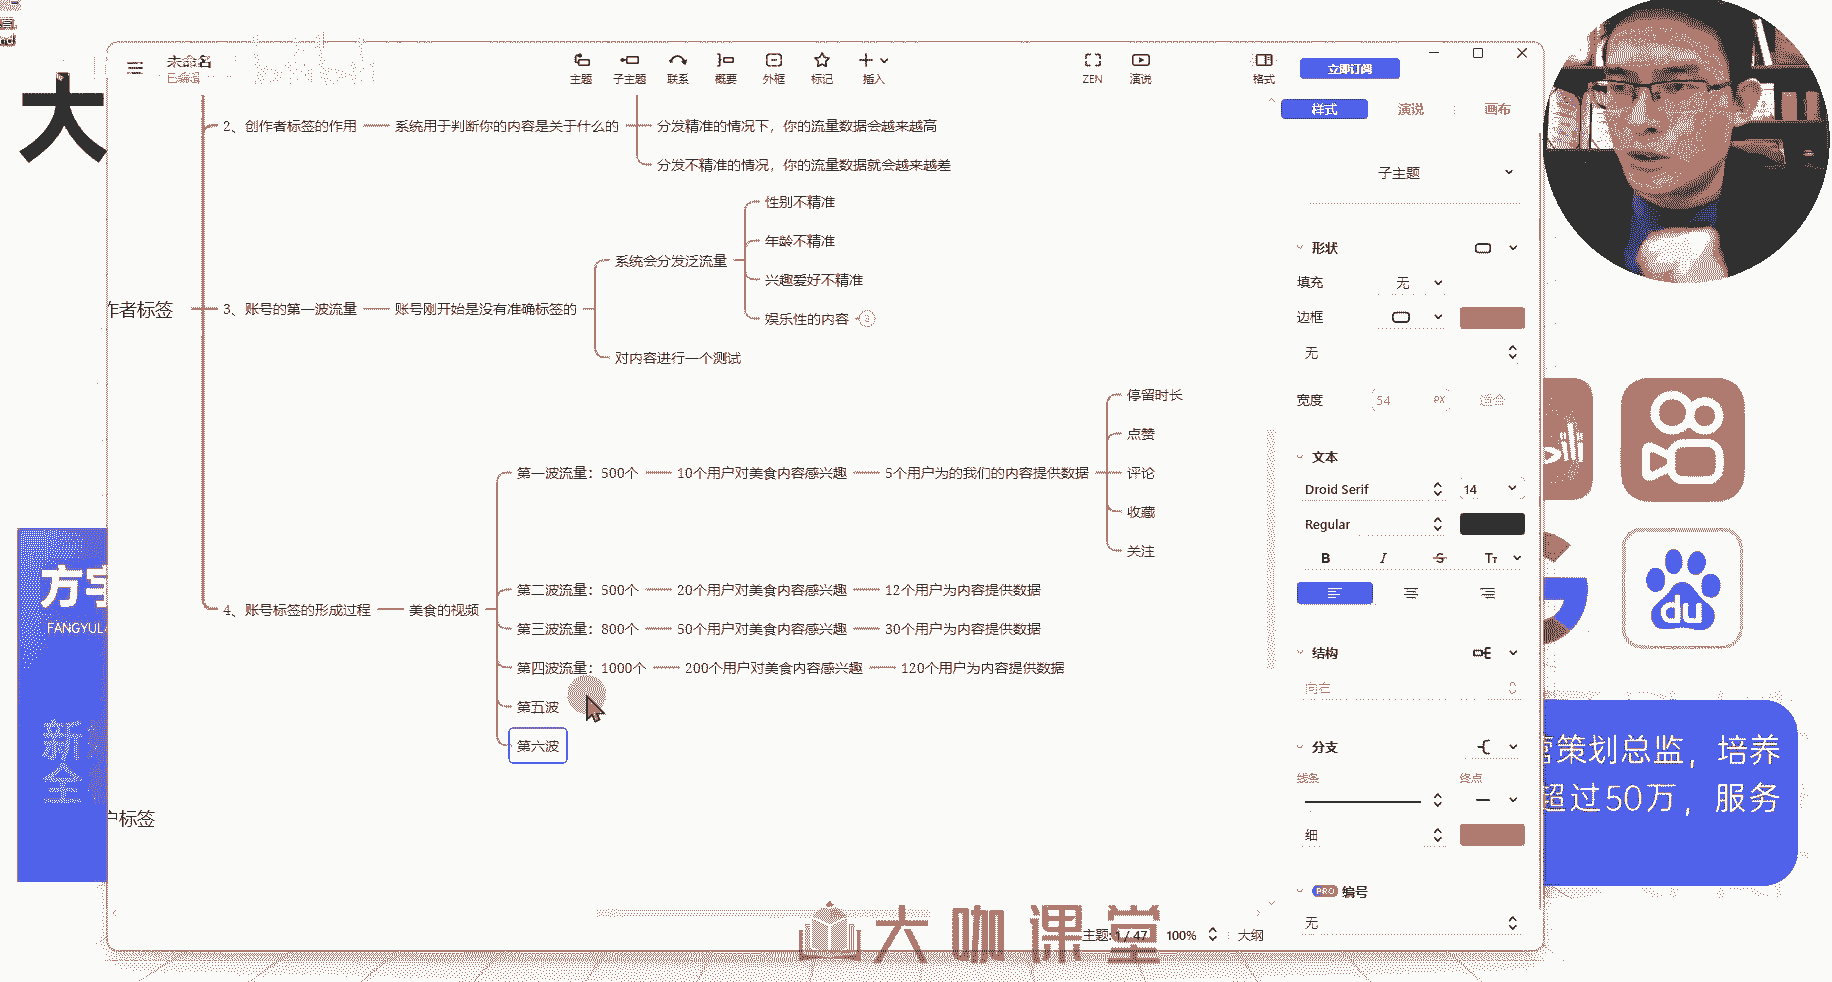 大
未命名
已编辑
主题
子主题
联系
概要
外框
标记
插入
ZEN
演说
格式
立即订阅
样式
演说
画布
2、创作者标签的作用
系统用于判断你的内容是关于什么的
分发精准的情况下，你的流量数据会越来越高
分发不精准的情况，你的流量数据就会越来越差
作者标签
3、账号的第一波流量
账号刚开始是没有准确标签的
系统会分发泛流量
性别不精准
年龄不精准
兴趣爱好不精准
娱乐性的内容
对内容进行一个测试
4、账号标签的形成过程
美食的视频
第一波流量：500个
10个用户对美食内容感兴趣
5个用户为的我们的内容提供数据
停留时长
点赞
评论
收藏
关注
第二波流量：500个
20个用户对美食内容感兴趣
12个用户为内容提供数据
第三波流量：800个
50个用户对美食内容感兴趣
30个用户为内容提供数据
第四波流量：1000个
200个用户对美食内容感兴趣
120个用户为内容提供数据
第五波
第六波
户标签
子主题
形状
填充
无
边框
无
宽度
54
PX
适合
文本
Droid Serif
14
Regular
B
I
S
Tт
结构
向左
分支
线条
终点
细
PRO 编号
无
主题: 1 / 47
100%
大纲
大咖课堂
方宇
FANGYUL
新
全
du
营策划总监，培养
超过50万，服务